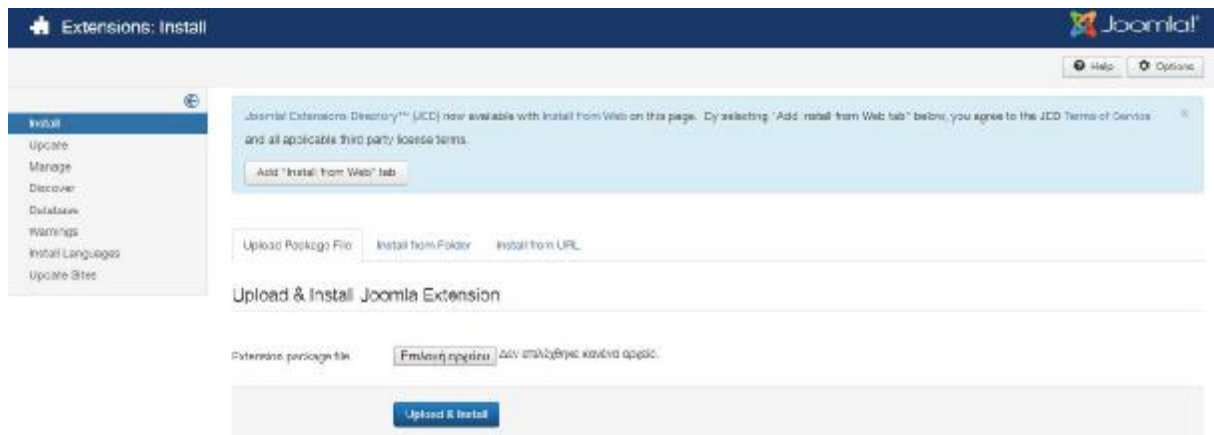 Extensions: Install
Joomla!
Help
Options
Install
Update
Manage
Discover
Database
Warnings
Install Languages
Update Sites
Joomla! Extensions Directory™ (JED) now available with Install from Web on this page. By selecting "Add Install from Web tab" below, you agree to the JED Terms of Service
and all applicable third party license terms.
×
Add "Install from Web" tab
Upload Package File
Install from Folder
Install from URL
Upload & Install Joomla Extension
Extension package file
Επιλογή αρχείου Δεν επιλέχθηκε κανένα αρχείο.
Upload & Install